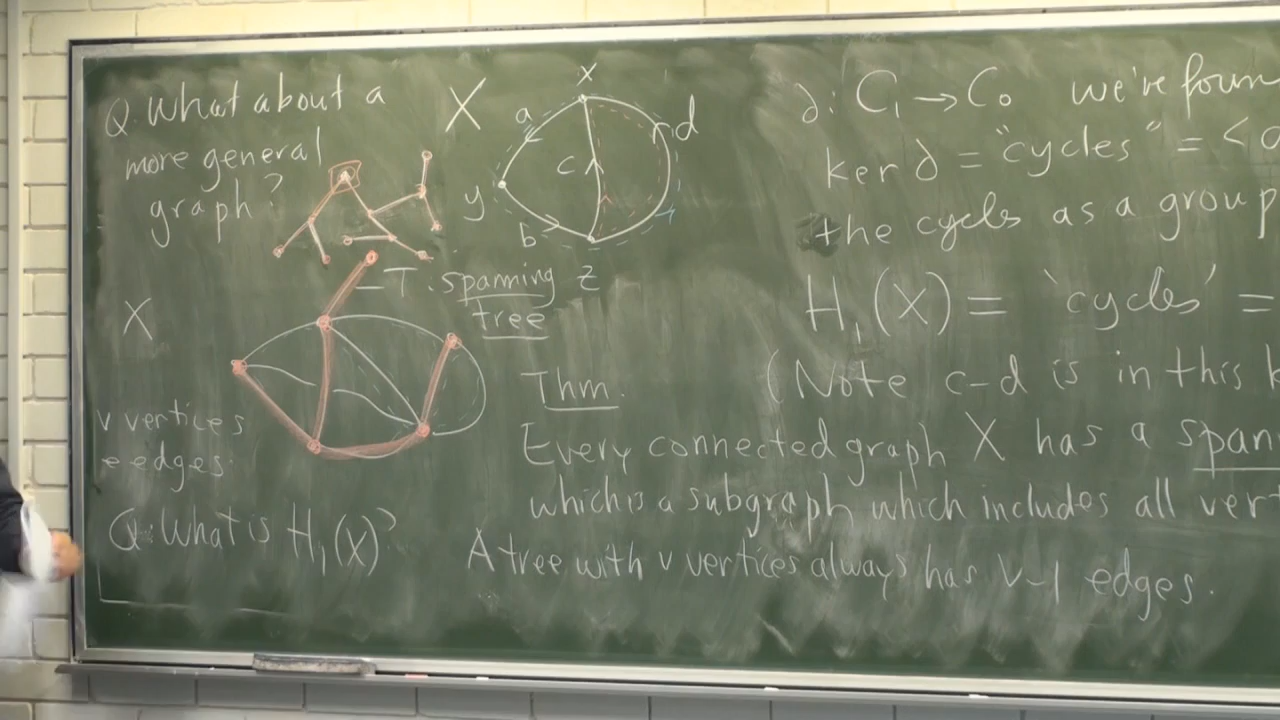 Q. What about a
more general
graph?
X
x
a
d
c
y
b
z
T. spanning
tree
X
v vertices
e edges.
Q: What is H₁(X)?
∂: C₁ → C₀ we're foun
ker ∂ = "cycles" = <
the cycles as a group
H₁(X) = 'cycles' =
(Note c-d is in this
Thm.
Every connected graph X has a span
which is a subgraph which includes all vert
A tree with v vertices always has v-1 edges.